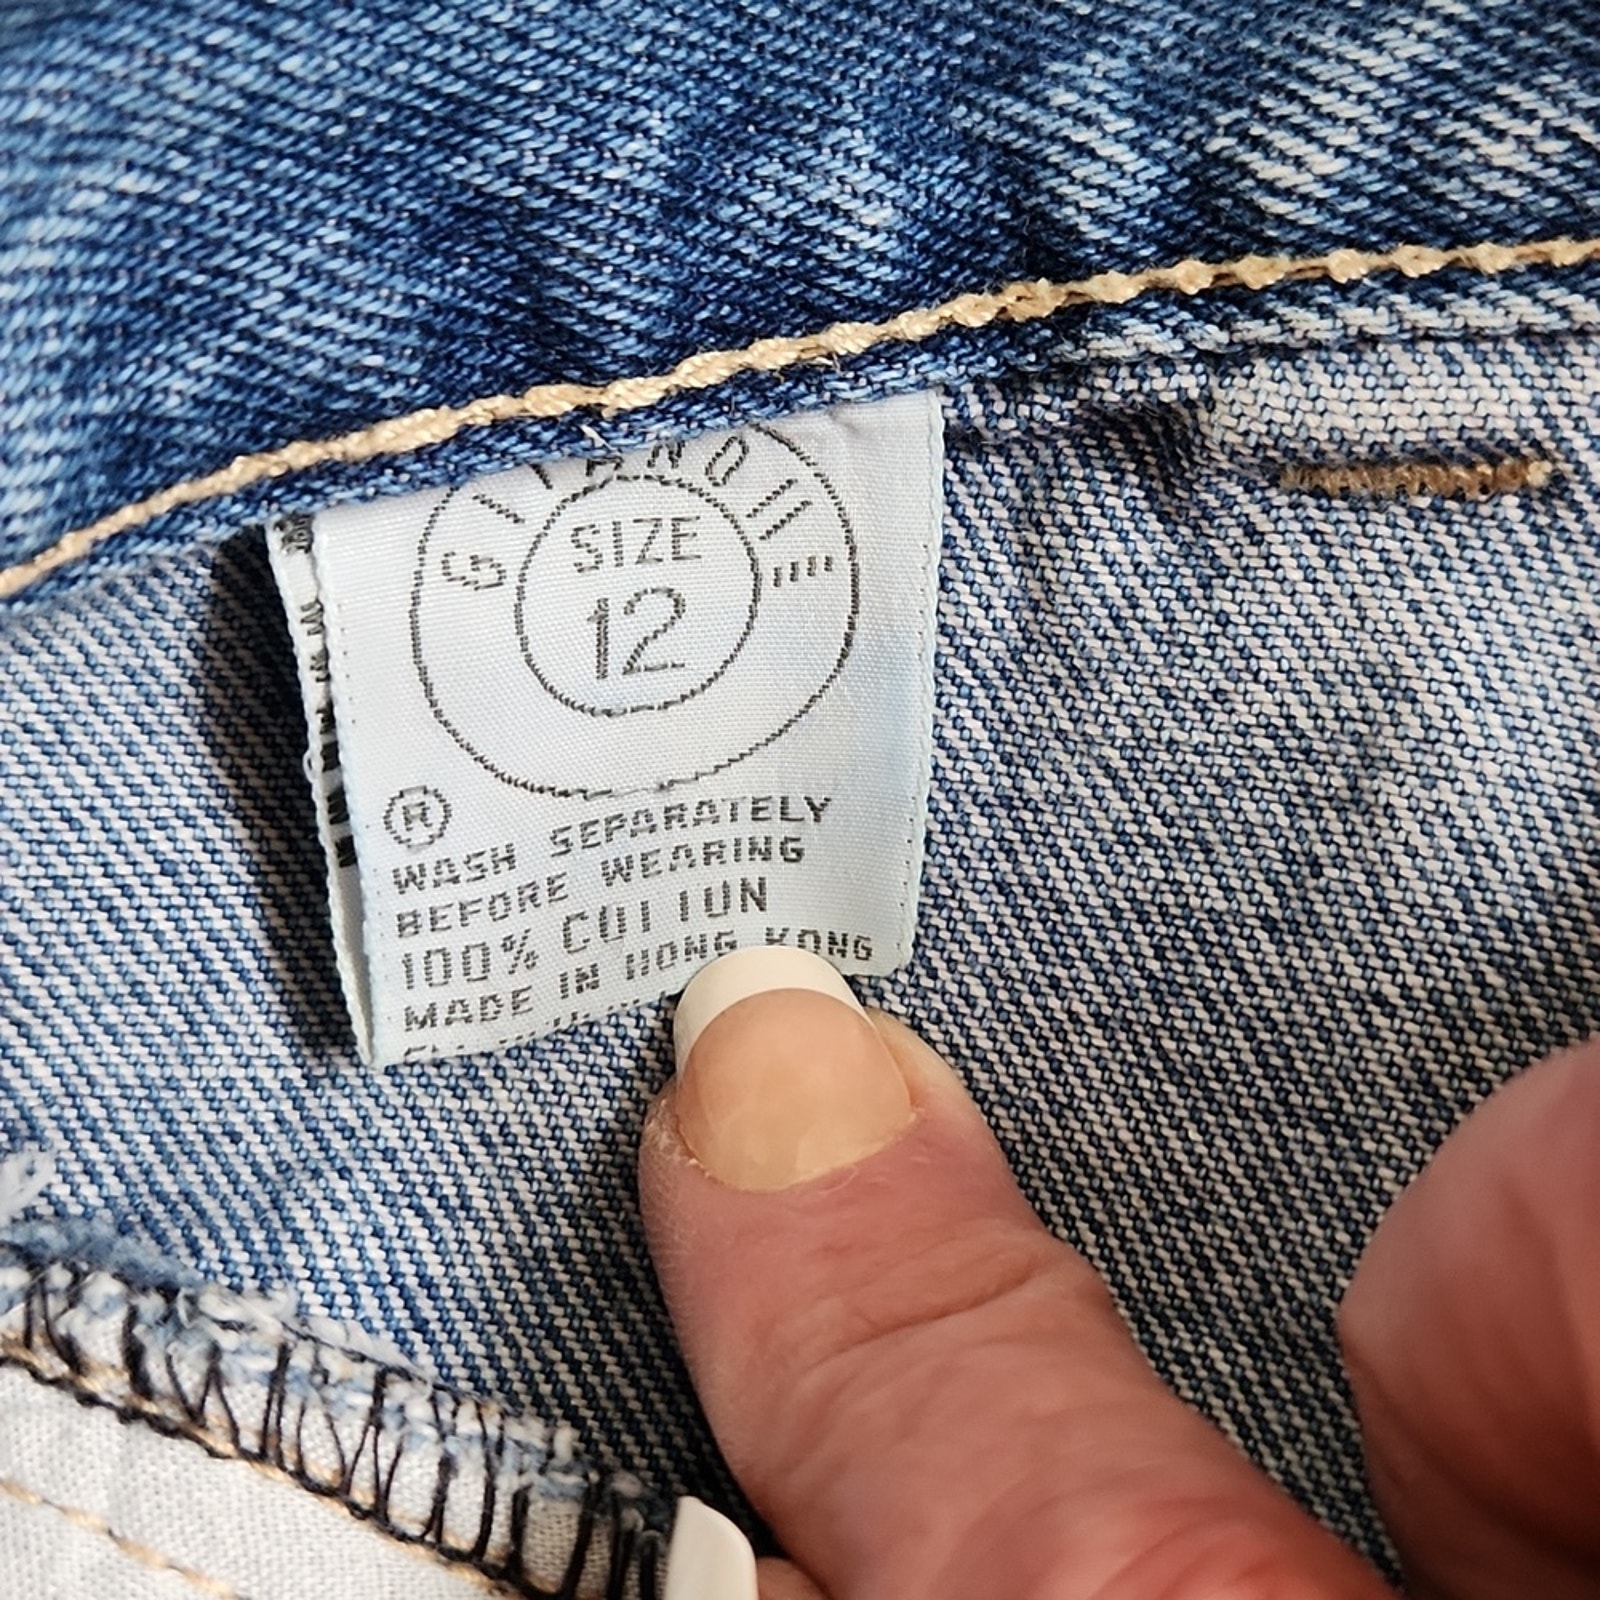 GITANO
SIZE
12
®
WASH SEPARATELY
BEFORE WEARING
100% COTTON
MADE IN HONG KONG